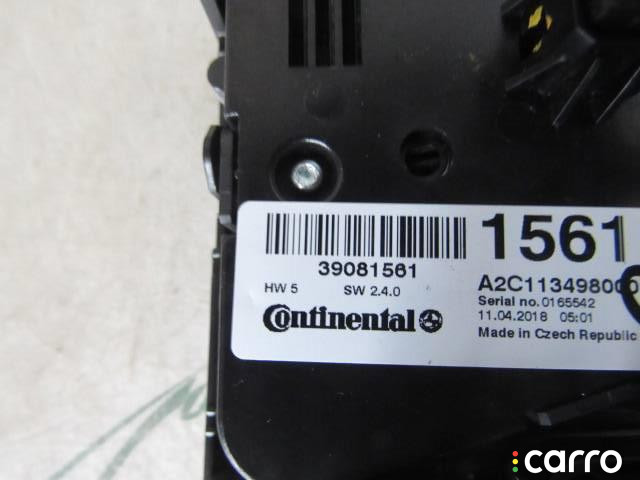 39081561
HW 5 SW 2.4.0
Continental
1561
Serial no.0165542
11.04.2018 05:01
Made in Czech Republic
carro